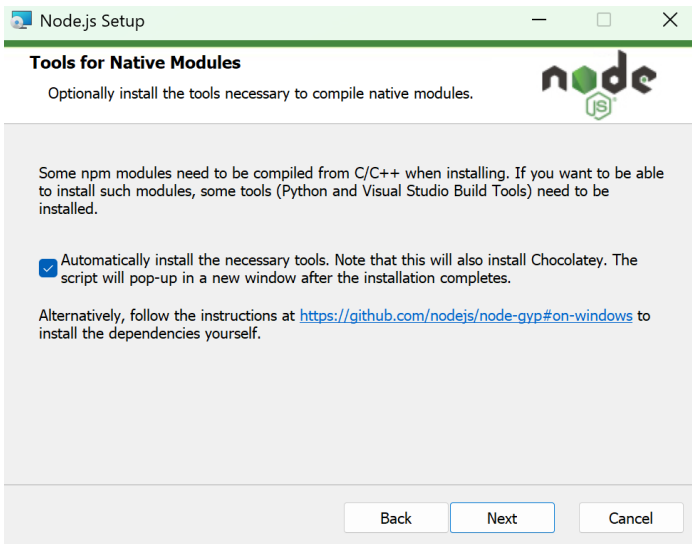 Node.js Setup
Tools for Native Modules
Optionally install the tools necessary to compile native modules.
node
JS
Some npm modules need to be compiled from C/C++ when installing. If you want to be able
to install such modules, some tools (Python and Visual Studio Build Tools) need to be
installed.
Automatically install the necessary tools. Note that this will also install Chocolatey. The
script will pop-up in a new window after the installation completes.
Alternatively, follow the instructions at https://github.com/nodejs/node-gyp#on-windows to
install the dependencies yourself.
Back Next Cancel